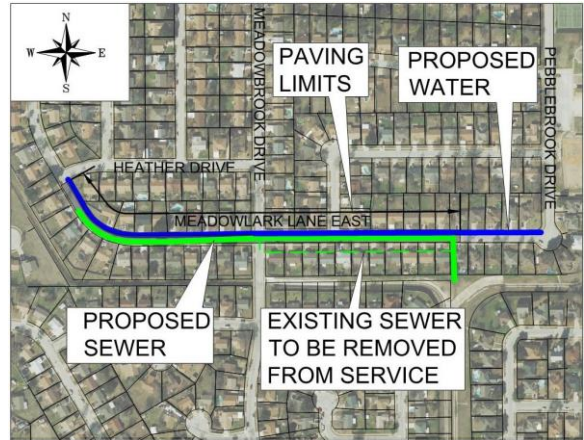 N
W E
S
MEADOWBROOK DRIVE
PAVING
LIMITS
PROPOSED
WATER
PEBBLEBROOK DRIVE
HEATHER DRIVE
MEADOWLARK LANE EAST
PROPOSED
SEWER
EXISTING SEWER
TO BE REMOVED
FROM SERVICE